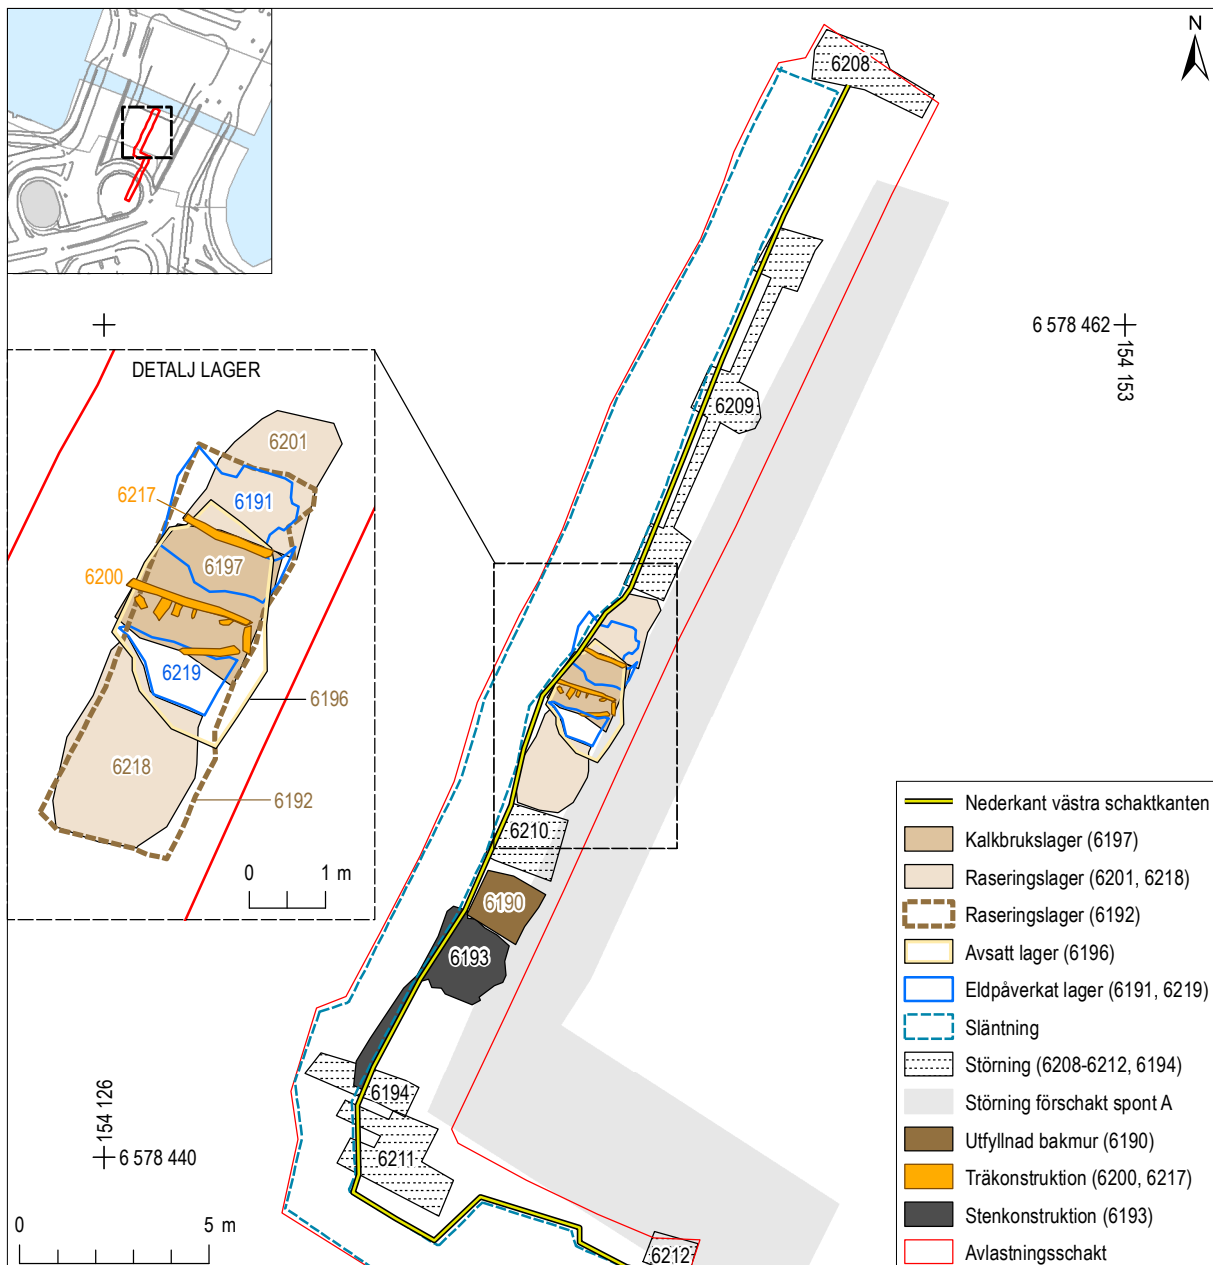 N
6208
6 578 462
154 153
DETALJ LAGER
6201
6209
6217
6191
6200
6197
6219
6196
6218
6192
0 1 m
6210
6190
6193
6194
154 126
6 578 440
6211
0 5 m
6212
Nederkant västra schaktkanten
Kalkbrukslager (6197)
Raseringslager (6201, 6218)
Raseringslager (6192)
Avsatt lager (6196)
Eldpåverkat lager (6191, 6219)
Släntning
Störning (6208-6212, 6194)
Störning förschakt spont A
Utfyllnad bakmur (6190)
Träkonstruktion (6200, 6217)
Stenkonstruktion (6193)
Avlastningsschakt